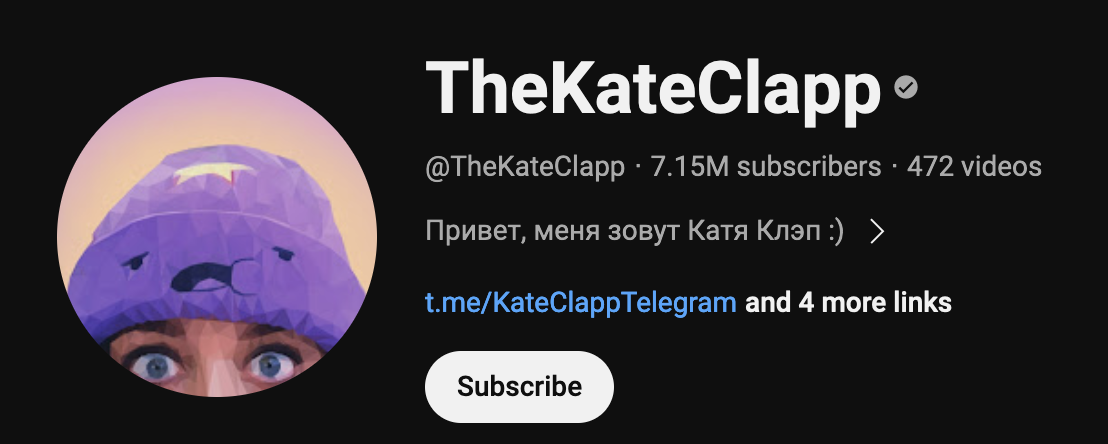 TheKateClapp
@TheKateClapp · 7.15M subscribers · 472 videos
Привет, меня зовут Катя Клэп :)
t.me/KateClappTelegram and 4 more links
Subscribe